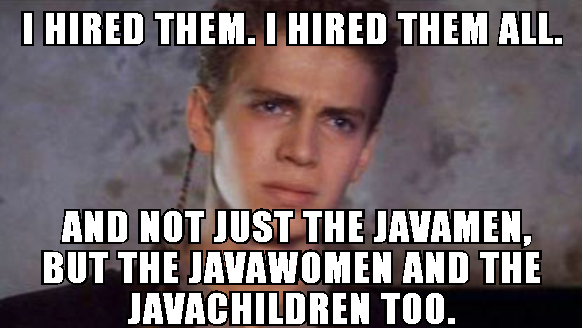 I HIRED THEM. I HIRED THEM ALL.
AND NOT JUST THE JAVAMEN,
BUT THE JAVAWOMEN AND THE
JAVACHILDREN TOO.